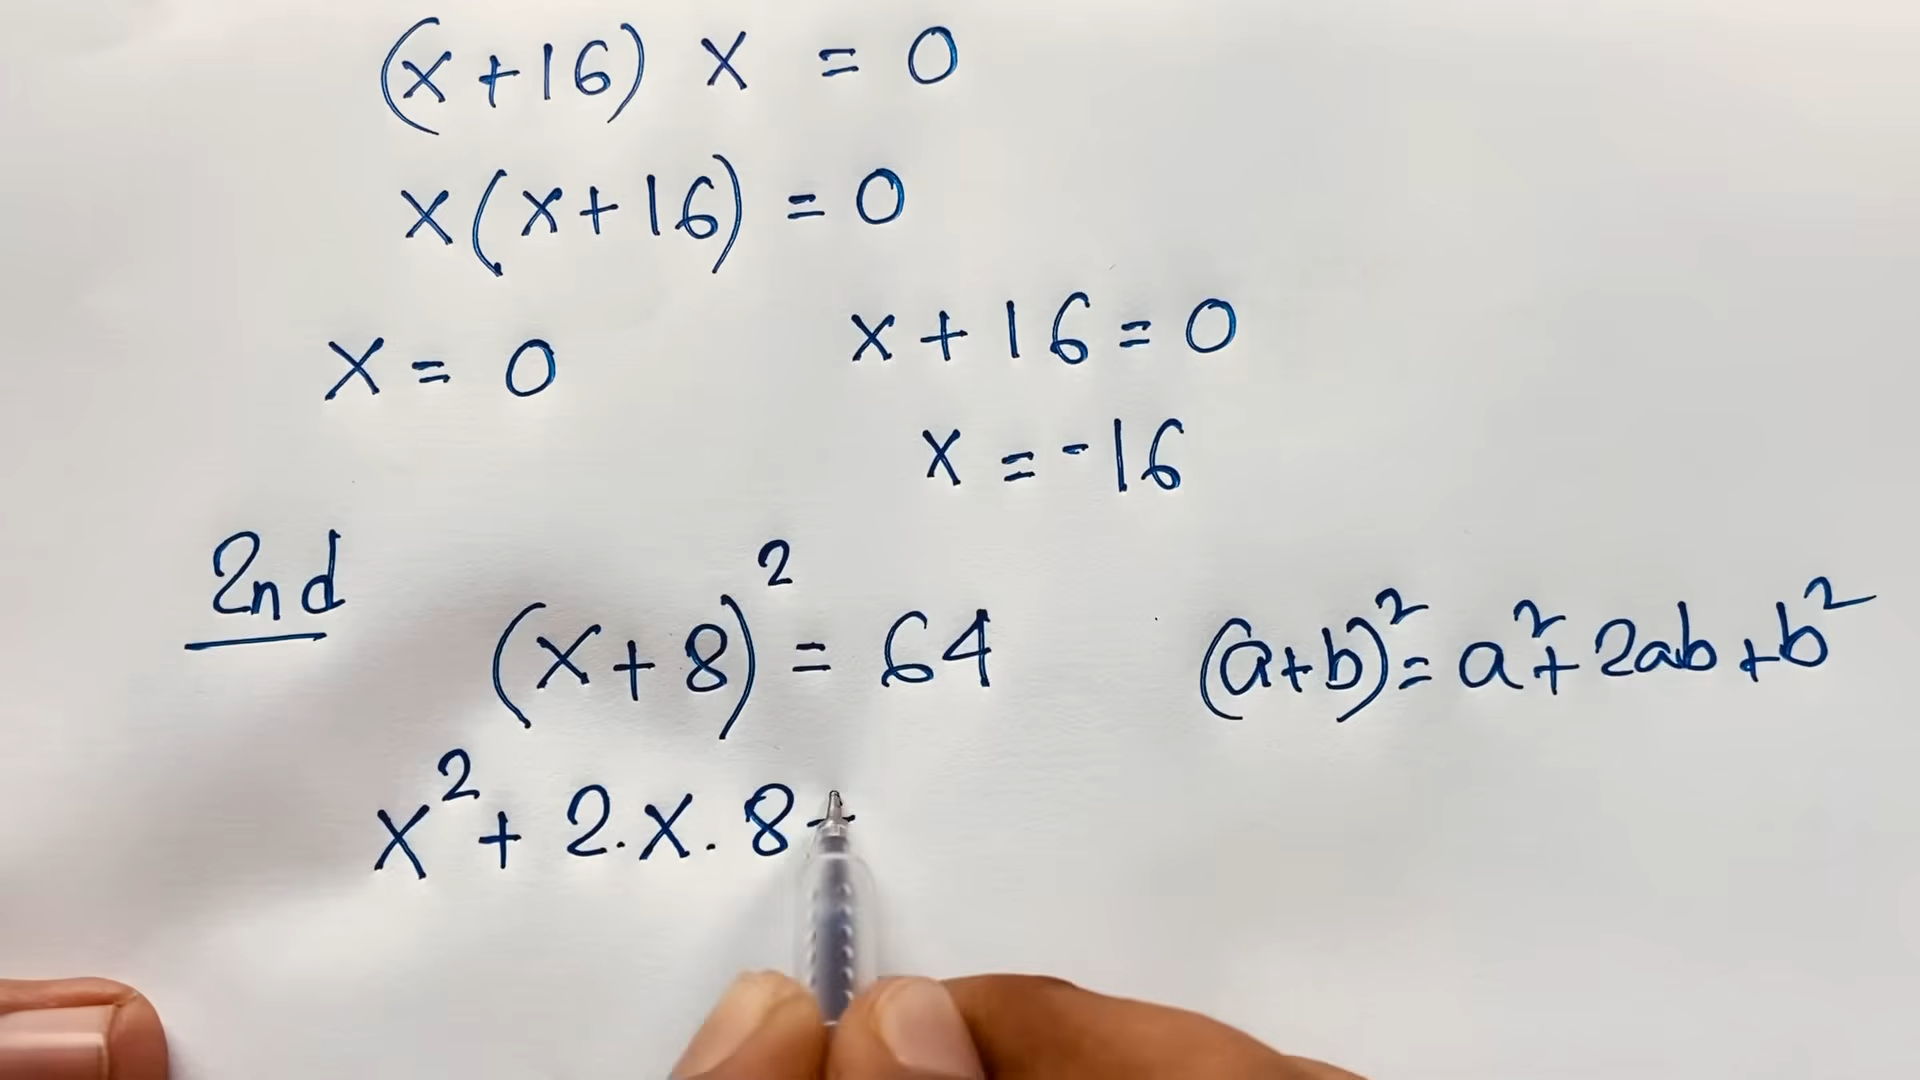 (x+16) x = 0
x(x+16) = 0
x = 0
x + 16 = 0
x = -16
2nd
(x+8)² = 64
(a+b)² = a² + 2ab + b²
x² + 2.x.8+